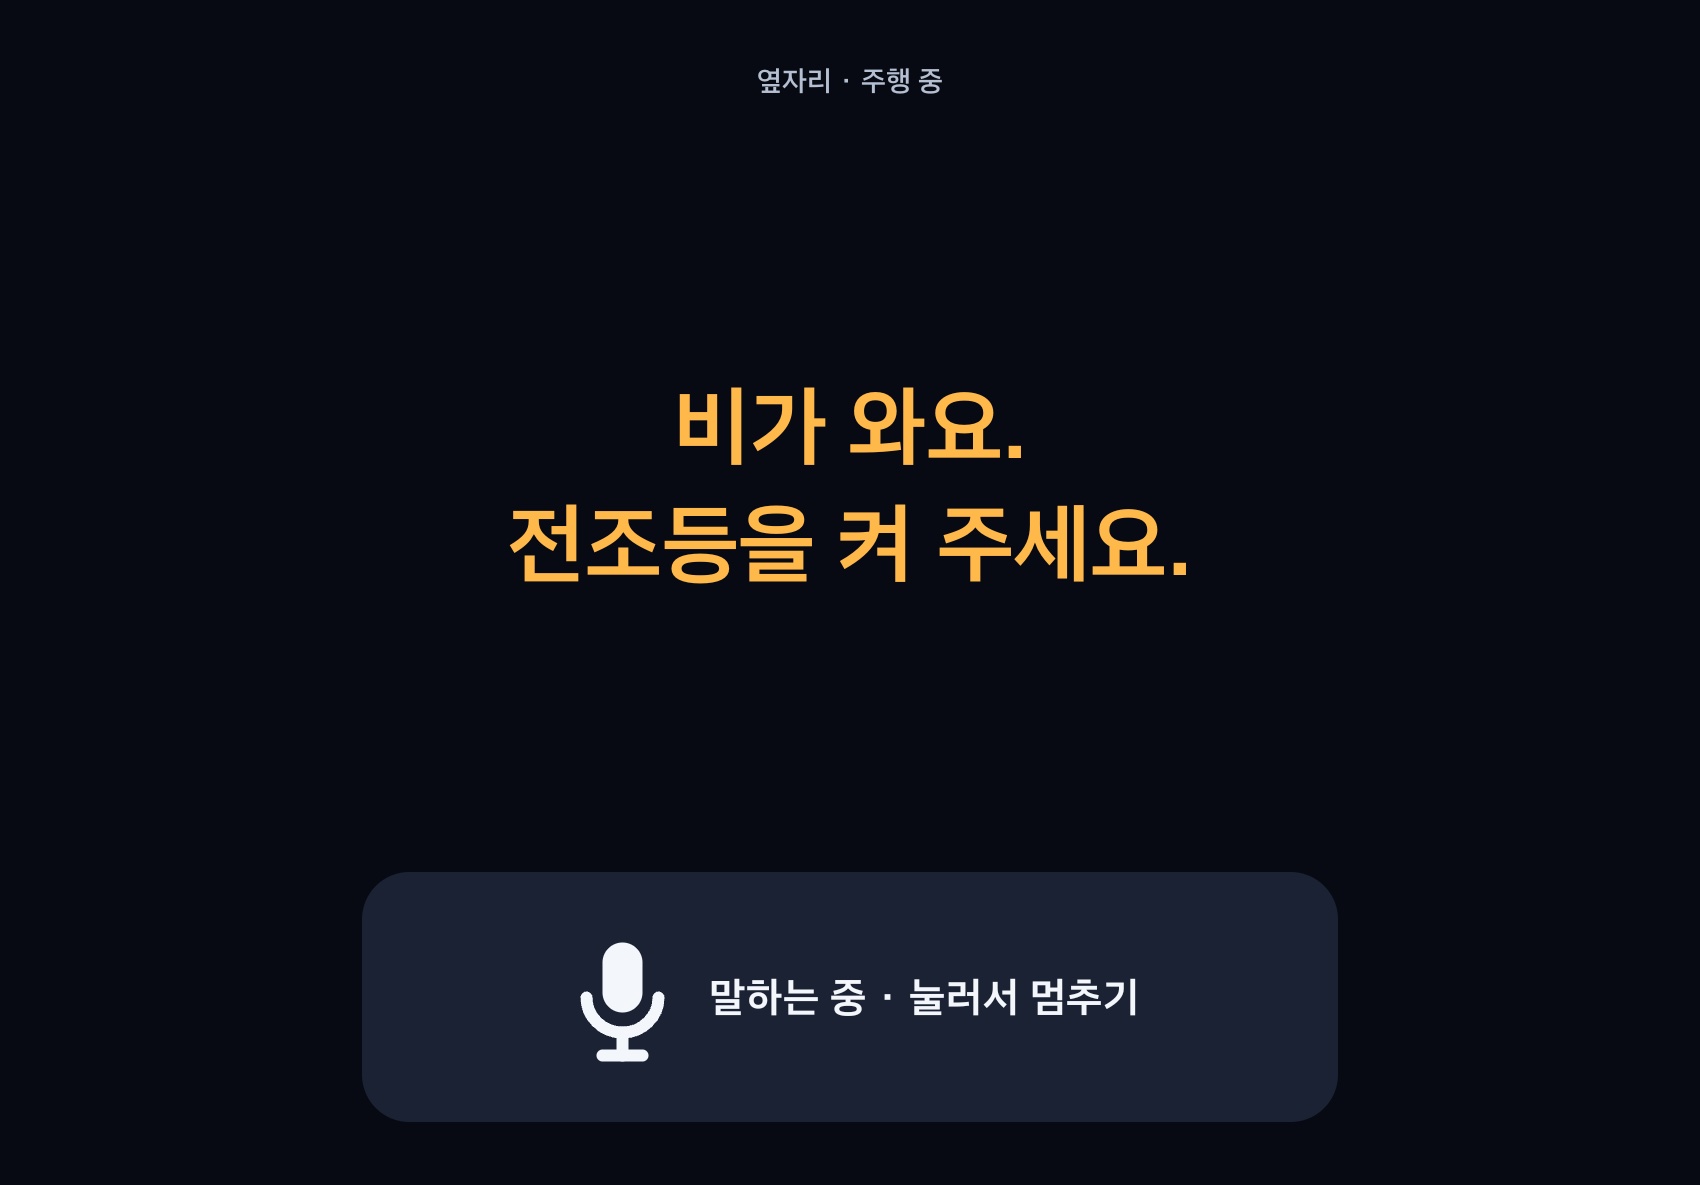 옆자리 · 주행 중
비가 와요.
전조등을 켜 주세요.
말하는 중 · 눌러서 멈추기